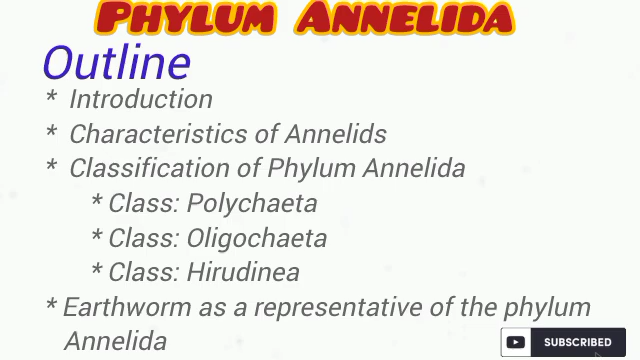 PHYLUM ANNELIDA
Outline
* Introduction
* Characteristics of Annelids
* Classification of Phylum Annelida
* Class: Polychaeta
* Class: Oligochaeta
* Class: Hirudinea
* Earthworm as a representative of the phylum
Annelida
SUBSCRIBED